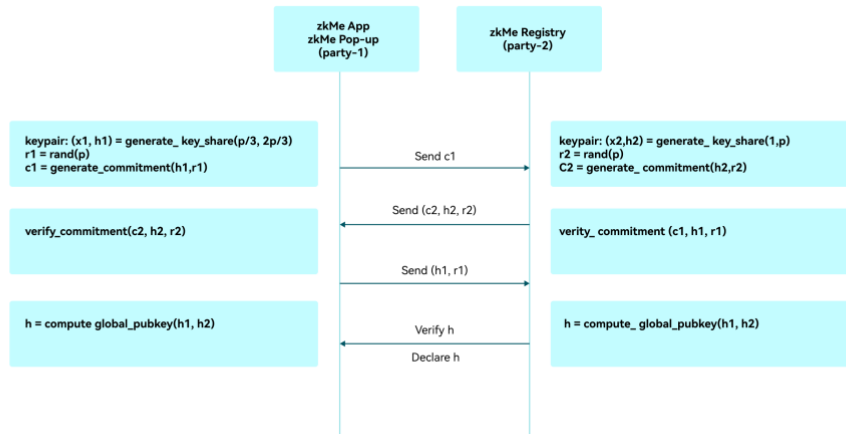 zkMe App
zkMe Pop-up
(party-1)
zkMe Registry
(party-2)
keypair: (x1, h1) = generate_ key_share(p/3, 2p/3)
r1 = rand(p)
c1 = generate_commitment(h1,r1)
Send c1
keypair: (x2,h2) = generate_ key_share(1,p)
r2 = rand(p)
C2 = generate_ commitment(h2,r2)
verify_commitment(c2, h2, r2)
Send (c2, h2, r2)
verity_ commitment (c1, h1, r1)
Send (h1, r1)
h = compute global_pubkey(h1, h2)
Verify h
Declare h
h = compute_ global_pubkey(h1, h2)